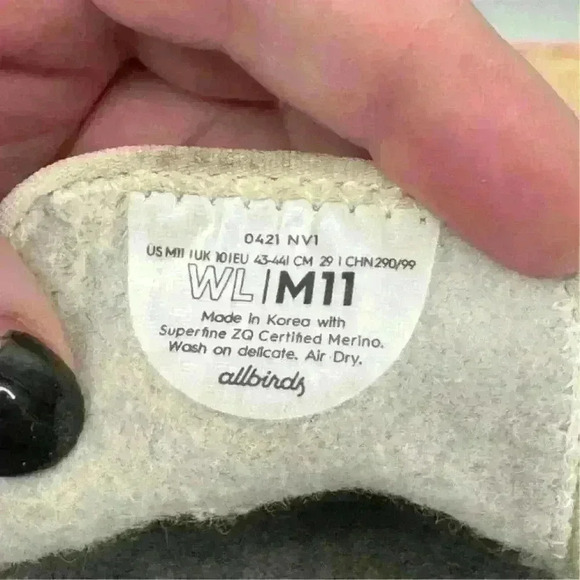 0421 NV1
US M11 | UK 10 | EU 43-44 | CM 29 | CHN 290/99
WL | M11
Made in Korea with
Superfine ZQ Certified Merino.
Wash on delicate. Air Dry.
allbirds